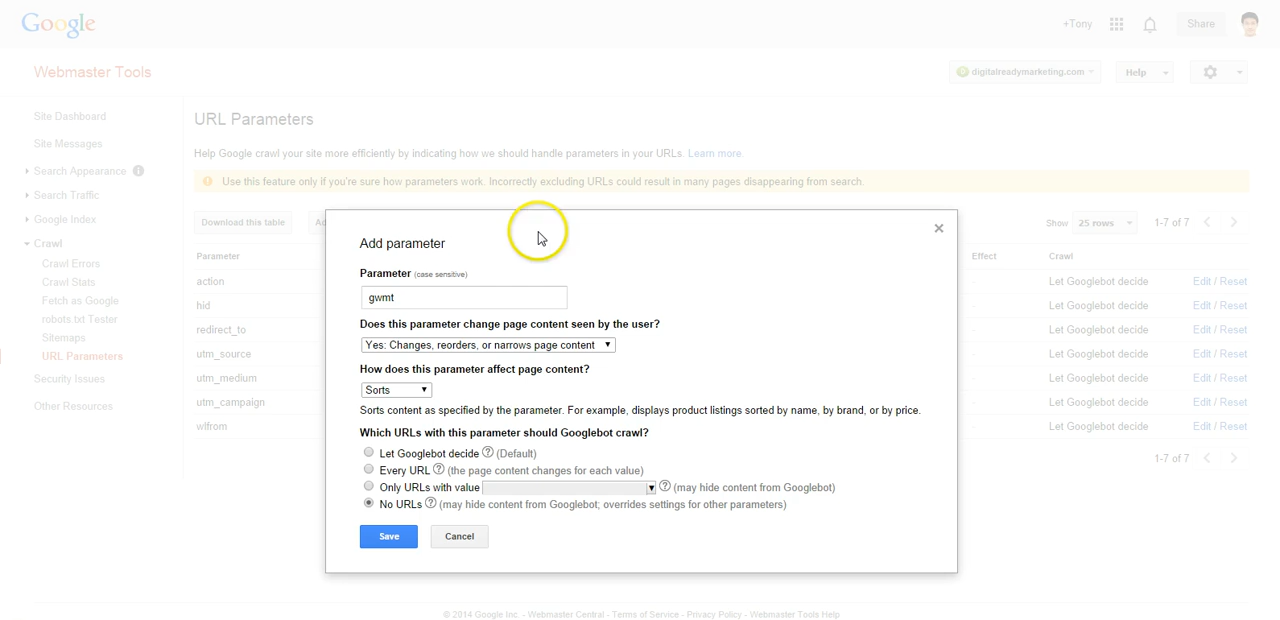 Google
+Tony
Share
Webmaster Tools
digitalreadymarketing.com
Help
Site Dashboard
Site Messages
Search Appearance
Search Traffic
Google Index
Crawl
Crawl Errors
Crawl Stats
Fetch as Google
robots.txt Tester
Sitemaps
URL Parameters
Security Issues
Other Resources
URL Parameters
Help Google crawl your site more efficiently by indicating how we should handle parameters in your URLs. Learn more.
Use this feature only if you're sure how parameters work. Incorrectly excluding URLs could result in many pages disappearing from search.
Download this table
Show 25 rows 1-7 of 7
Parameter Effect Crawl
action - Let Googlebot decide Edit / Reset
hid - Let Googlebot decide Edit / Reset
redirect_to - Let Googlebot decide Edit / Reset
utm_source - Let Googlebot decide Edit / Reset
utm_medium - Let Googlebot decide Edit / Reset
utm_campaign - Let Googlebot decide Edit / Reset
wlfrom - Let Googlebot decide Edit / Reset
1-7 of 7
Add parameter
Parameter (case sensitive)
gwmt
Does this parameter change page content seen by the user?
Yes: Changes, reorders, or narrows page content
How does this parameter affect page content?
Sorts
Sorts content as specified by the parameter. For example, displays product listings sorted by name, by brand, or by price.
Which URLs with this parameter should Googlebot crawl?
Let Googlebot decide (Default)
Every URL (the page content changes for each value)
Only URLs with value (may hide content from Googlebot)
No URLs (may hide content from Googlebot; overrides settings for other parameters)
Save Cancel
© 2014 Google Inc. - Webmaster Central - Terms of Service - Privacy Policy - Webmaster Tools Help